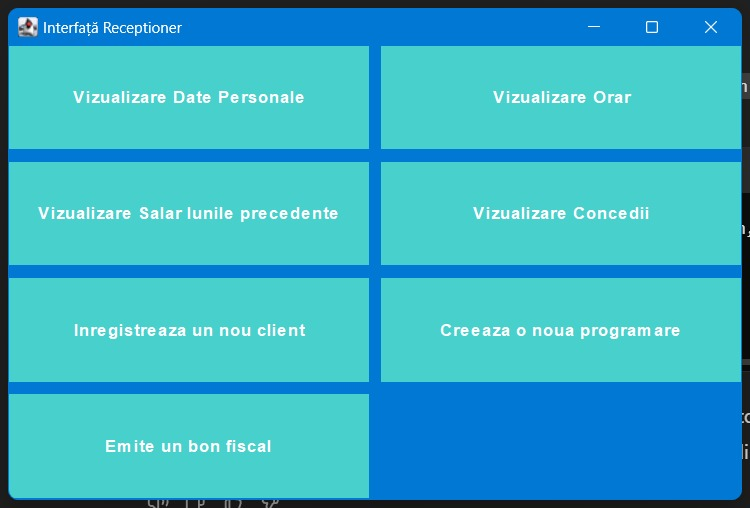 Interfață Receptioner
Vizualizare Date Personale
Vizualizare Orar
Vizualizare Salar lunile precedente
Vizualizare Concedii
Inregistreaza un nou client
Creeaza o noua programare
Emite un bon fiscal